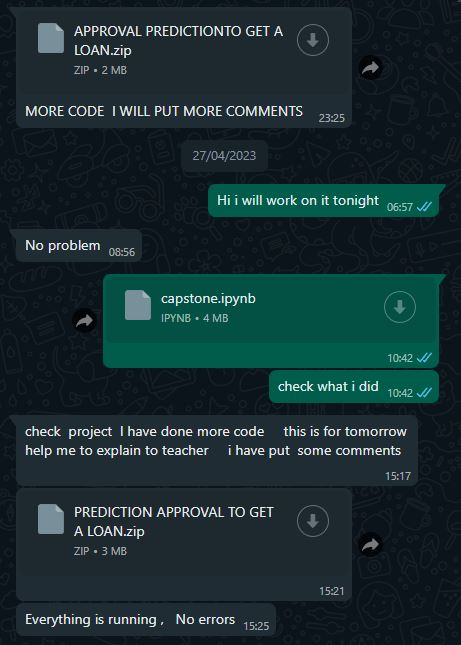 APPROVAL PREDICTIONTO GET A
LOAN.zip
ZIP • 2 MB
MORE CODE I WILL PUT MORE COMMENTS
23:25
27/04/2023
Hi i will work on it tonight
06:57
No problem
08:56
capstone.ipynb
IPYNB • 4 MB
10:42
check what i did
10:42
check project I have done more code this is for tomorrow
help me to explain to teacher i have put some comments
15:17
PREDICTION APPROVAL TO GET
A LOAN.zip
ZIP • 3 MB
15:21
Everything is running , No errors
15:25